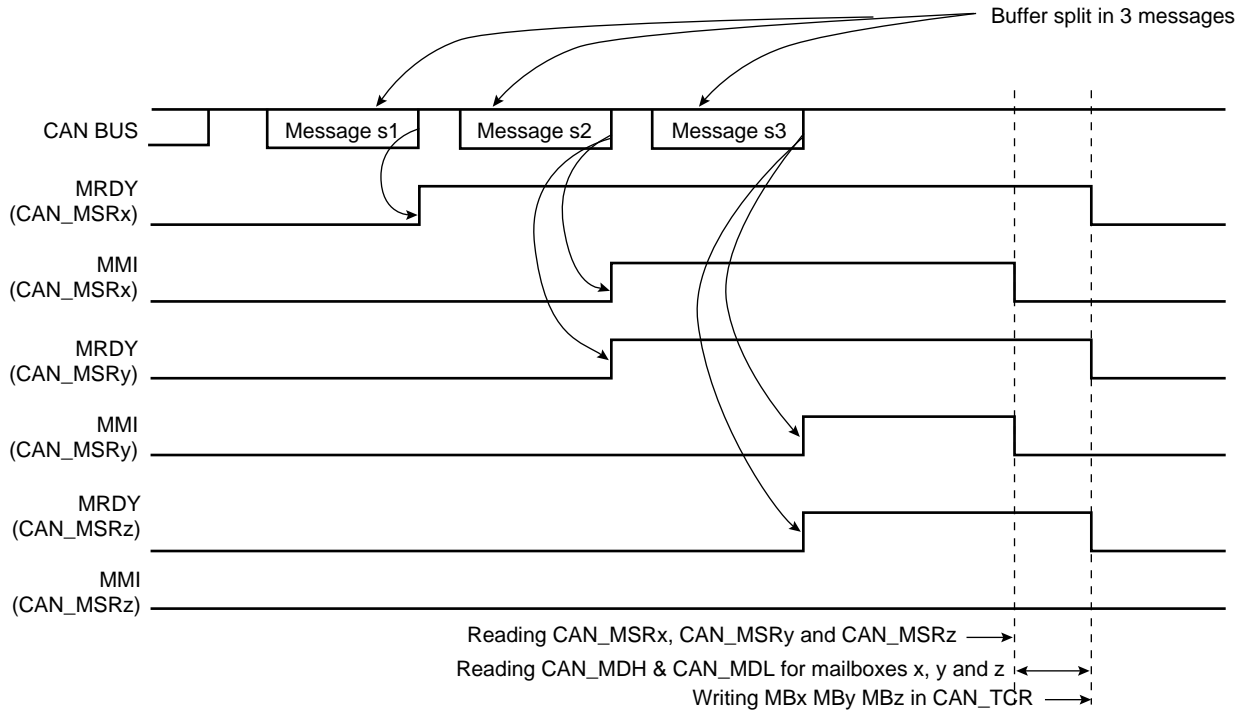 Buffer split in 3 messages
CAN BUS
Message s1
Message s2
Message s3
MRDY
(CAN_MSRx)
MMI
(CAN_MSRx)
MRDY
(CAN_MSRy)
MMI
(CAN_MSRy)
MRDY
(CAN_MSRz)
MMI
(CAN_MSRz)
Reading CAN_MSRx, CAN_MSRy and CAN_MSRz
Reading CAN_MDH & CAN_MDL for mailboxes x, y and z
Writing MBx MBy MBz in CAN_TCR